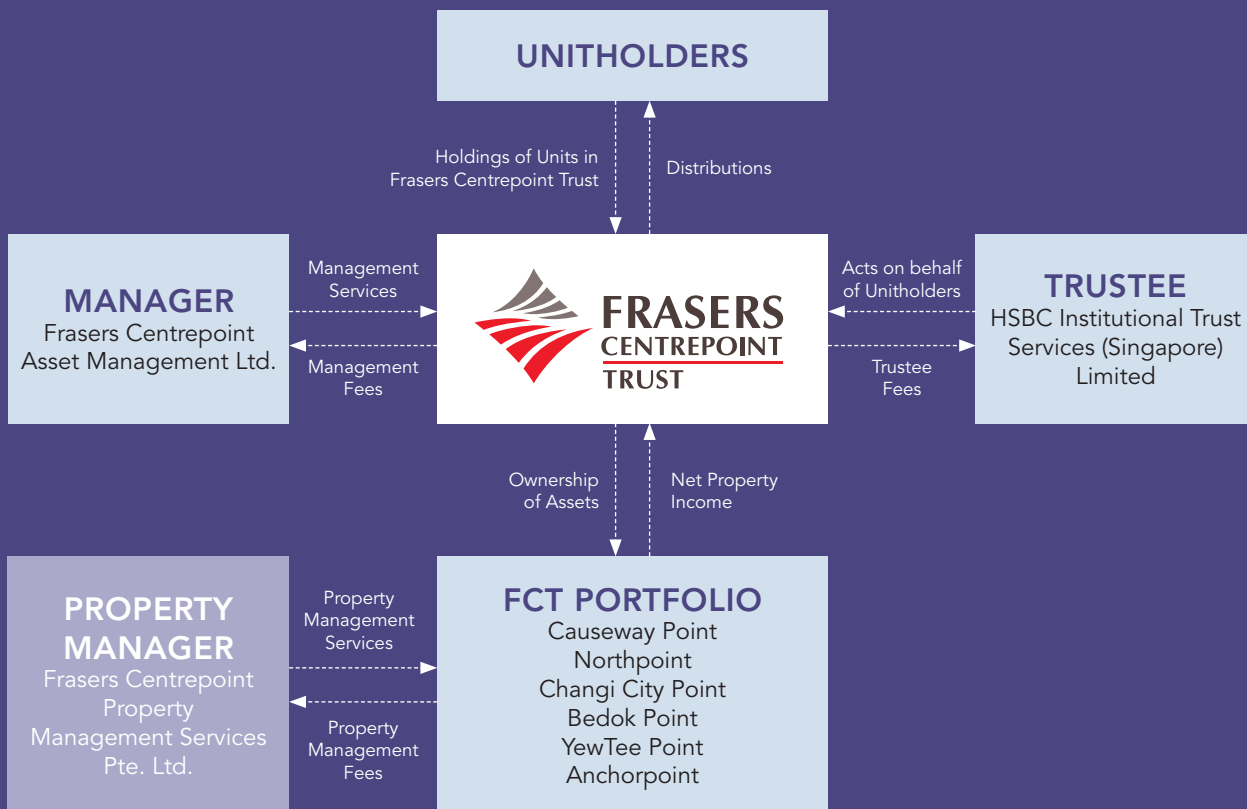 UNITHOLDERS
Holdings of Units in
Frasers Centrepoint Trust
Distributions
MANAGER
Frasers Centrepoint
Asset Management Ltd.
Management
Services
Management
Fees
FRASERS
CENTREPOINT
TRUST
Acts on behalf
of Unitholders
Trustee
Fees
TRUSTEE
HSBC Institutional Trust
Services (Singapore)
Limited
Ownership
of Assets
Net Property
Income
PROPERTY
MANAGER
Frasers Centrepoint
Property
Management Services
Pte. Ltd.
Property
Management
Services
Property
Management
Fees
FCT PORTFOLIO
Causeway Point
Northpoint
Changi City Point
Bedok Point
YewTee Point
Anchorpoint